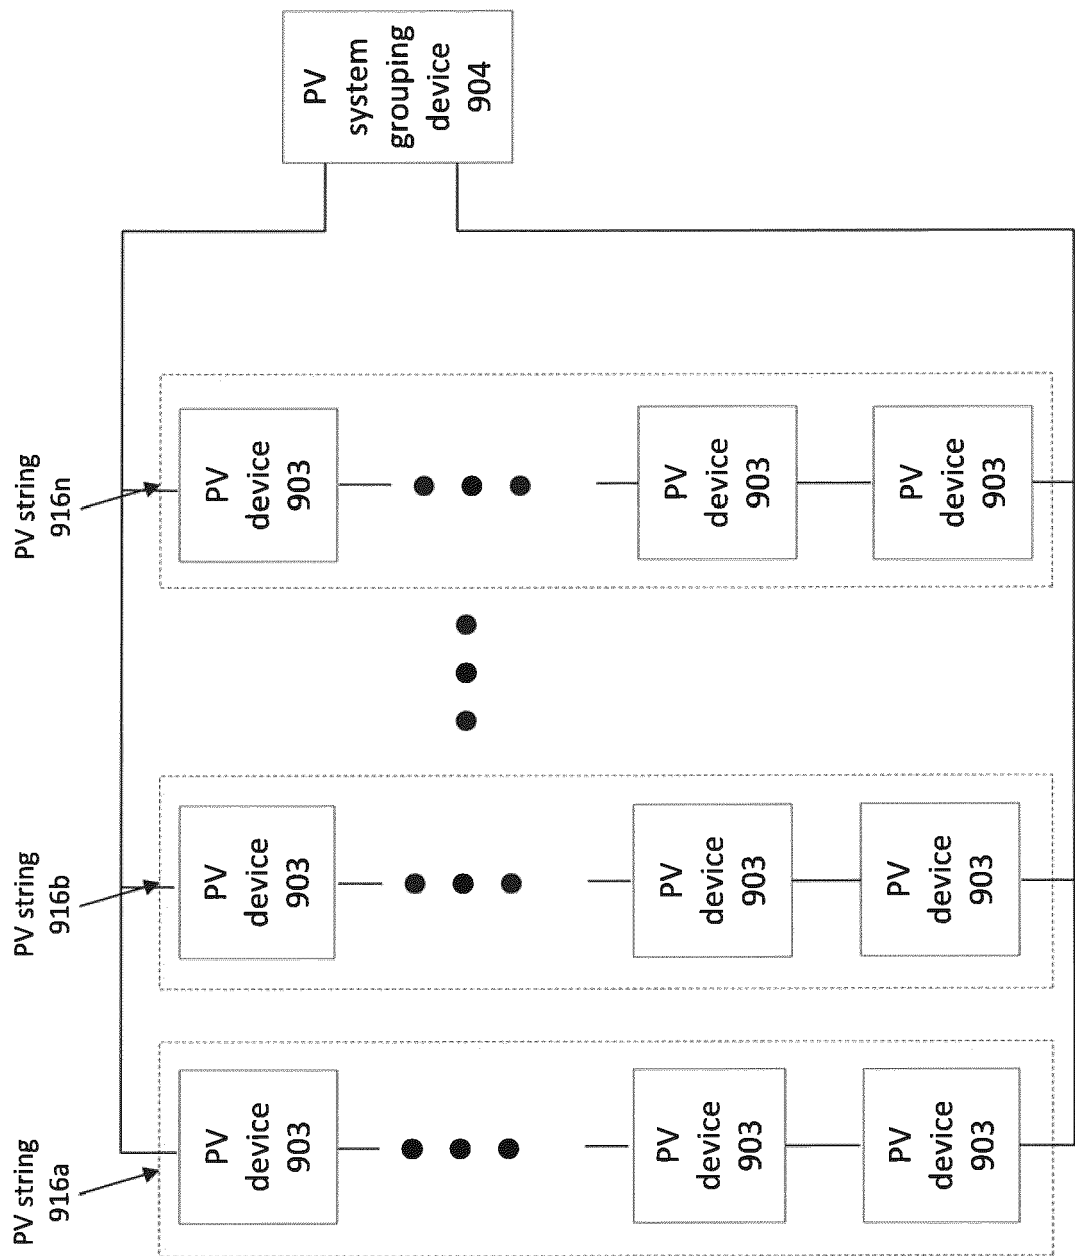 PV string
916a
PV string
916b
PV string
916n
PV
device
903
PV
device
903
PV
device
903
PV
device
903
PV
device
903
PV
device
903
PV
device
903
PV
device
903
PV
device
903
PV
system
grouping
device
904